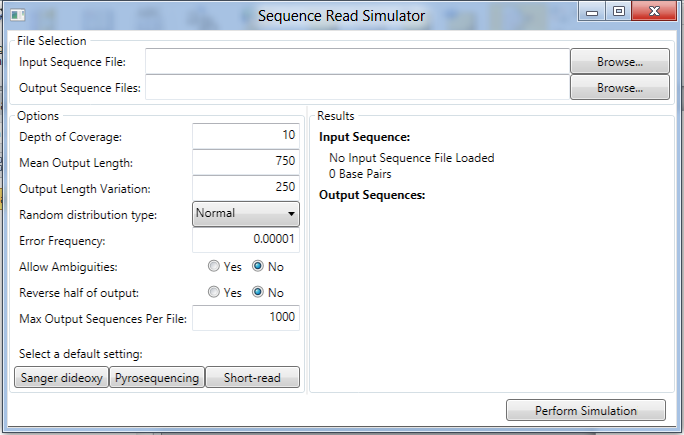 Sequence Read Simulator
File Selection
Input Sequence File: Browse...
Output Sequence Files: Browse...
Options
Depth of Coverage: 10
Mean Output Length: 750
Output Length Variation: 250
Random distribution type: Normal
Error Frequency: 0.00001
Allow Ambiguities: Yes No
Reverse half of output: Yes No
Max Output Sequences Per File: 1000
Select a default setting:
Sanger dideoxy Pyrosequencing Short-read
Results
Input Sequence:
No Input Sequence File Loaded
0 Base Pairs
Output Sequences:
Perform Simulation